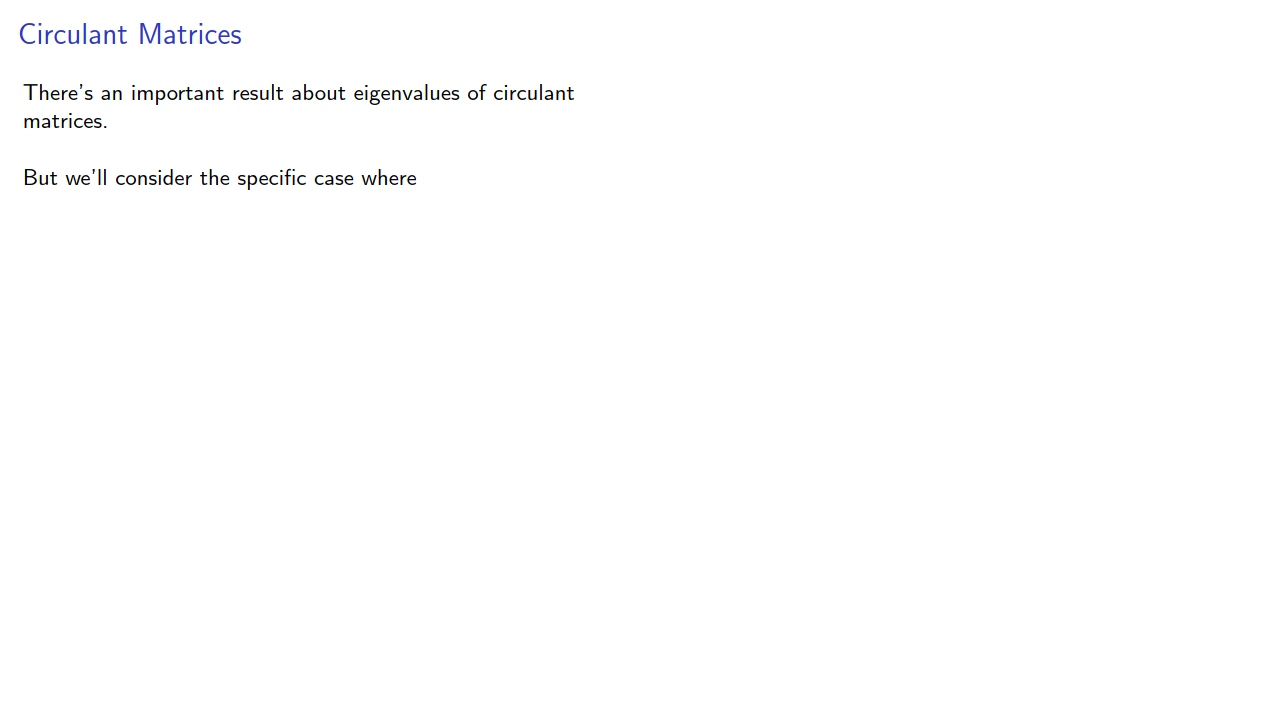 Circulant Matrices
There's an important result about eigenvalues of circulant
matrices.
But we'll consider the specific case where